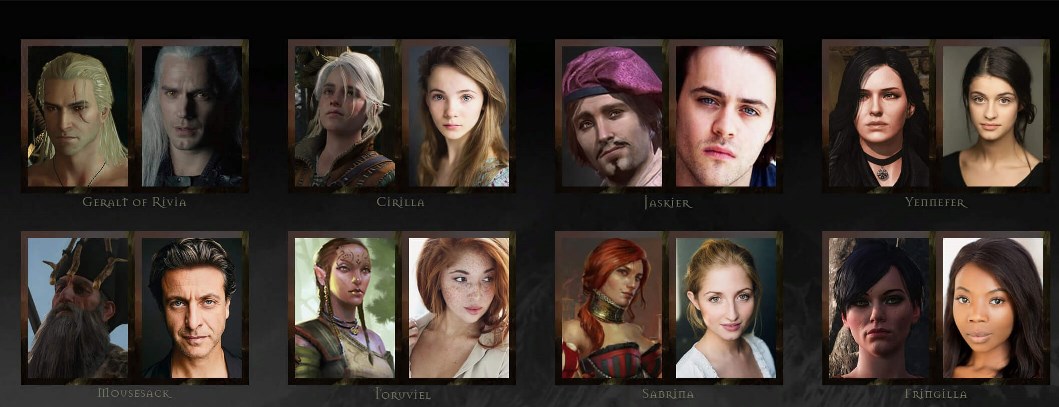 Geralt of Rivia
Cirilla
Jaskier
Yennefer
Mousesack
Toruviel
Sabrina
Fringilla